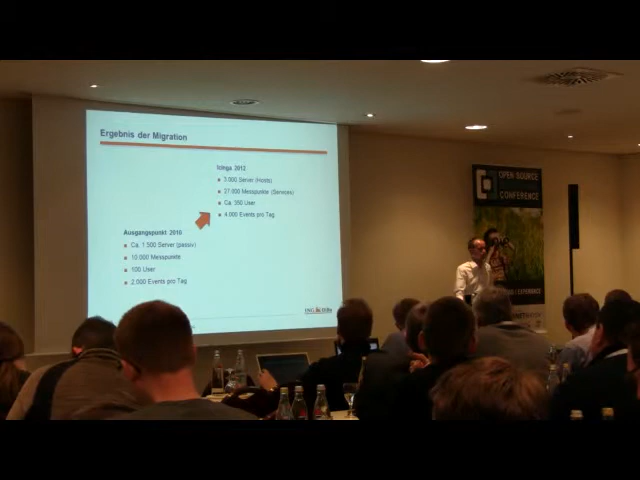 Ergebnis der Migration
Icinga 2012
3.000 Server (Hosts)
27.000 Messpunkte (Services)
Ca. 350 User
4.000 Events pro Tag
Ausgangspunkt 2010
Ca. 1.500 Server (passiv)
10.000 Messpunkte
100 User
2.000 Events pro Tag
ING DiBa
OPEN SOURCE
CONFERENCE